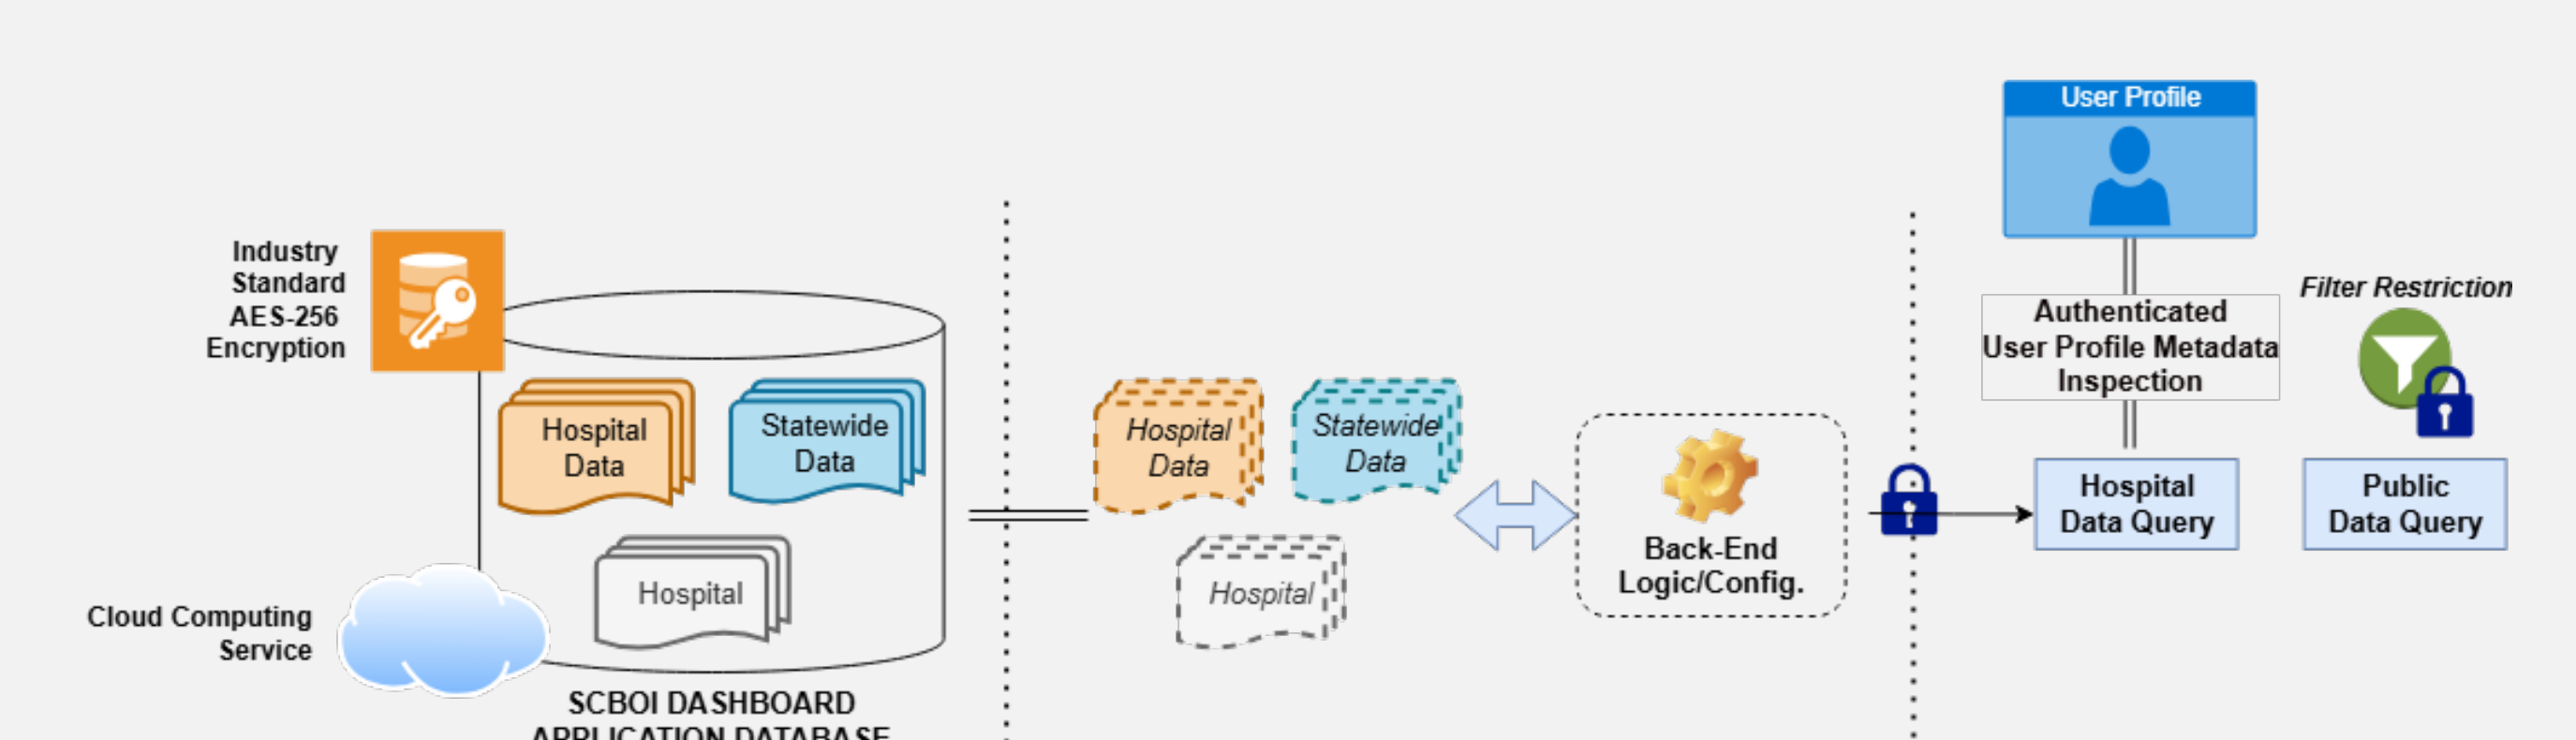 User Profile
Industry
Standard
AES-256
Encryption
Filter Restriction
Authenticated
User Profile Metadata
Inspection
Hospital
Data
Statewide
Data
Hospital
Data
Statewide
Data
Hospital
Data Query
Public
Data Query
Back-End
Logic/Config.
Hospital
Hospital
Cloud Computing
Service
SCBOI DASHBOARD
APPLICATION DATABASE